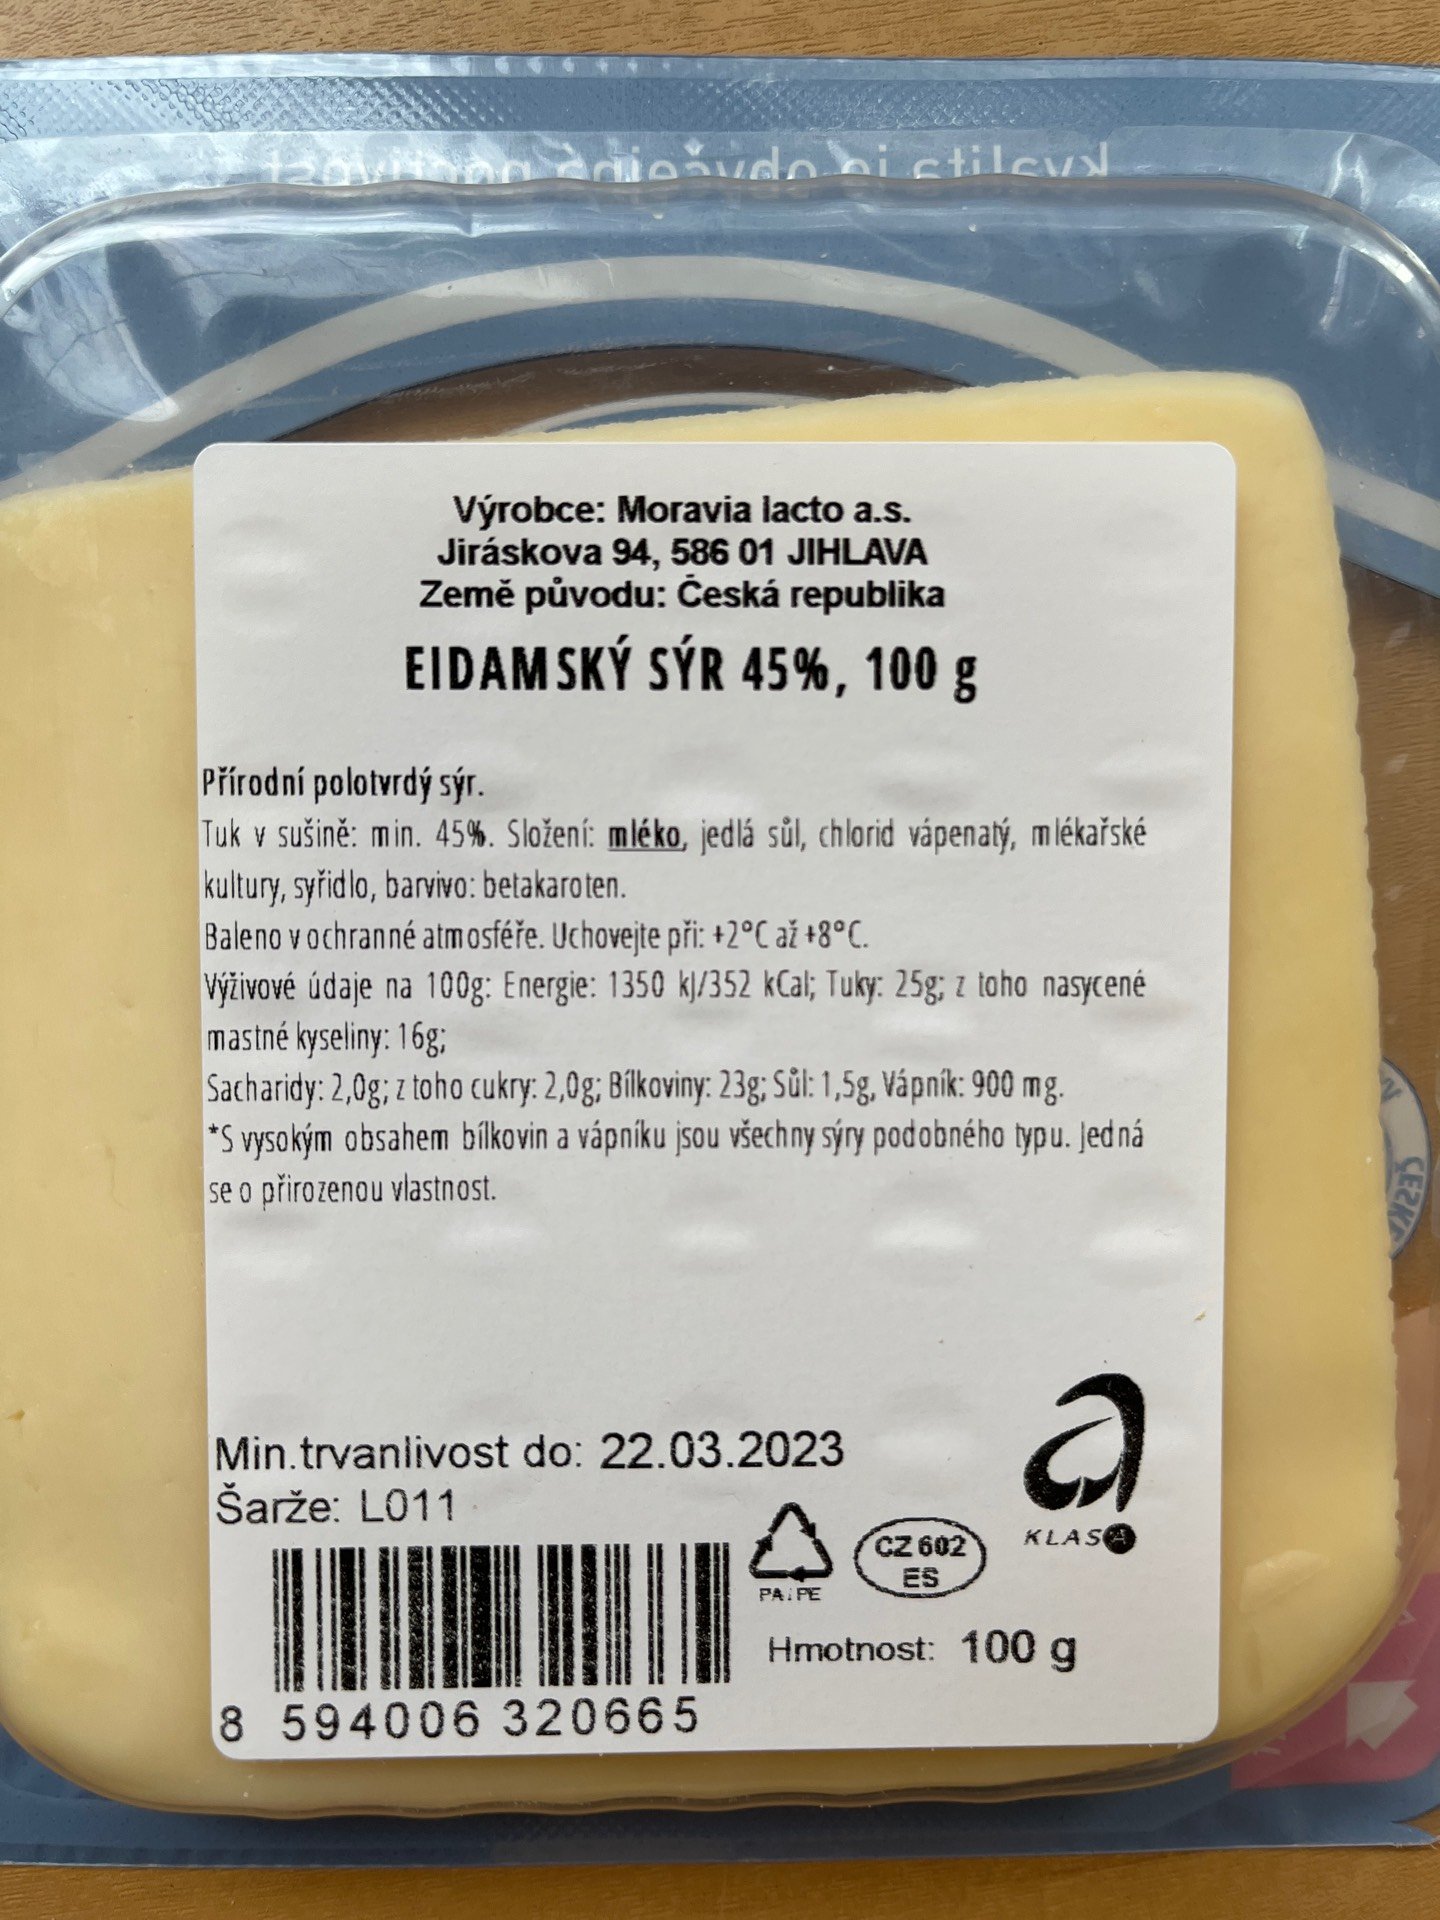 kvalita je obyčejná poctivost
Výrobce: Moravia lacto a.s.
Jiráskova 94, 586 01 JIHLAVA
Země původu: Česká republika
EIDAMSKÝ SÝR 45%, 100 g
Přírodní polotvrdý sýr.
Tuk v sušině: min. 45%. Složení: mléko, jedlá sůl, chlorid vápenatý, mlékařské
kultury, syřidlo, barvivo: betakaroten.
Baleno v ochranné atmosféře. Uchovejte při: +2°C až +8°C.
Výživové údaje na 100g: Energie: 1350 kJ/352 kCal; Tuky: 25g; z toho nasycené
mastné kyseliny: 16g;
Sacharidy: 2,0g; z toho cukry: 2,0g; Bílkoviny: 23g; Sůl: 1,5g, Vápník: 900 mg.
*S vysokým obsahem bílkovin a vápníku jsou všechny sýry podobného typu. Jedná
se o přirozenou vlastnost.
Min.trvanlivost do: 22.03.2023
Šarže: L011
KLASA
CZ 602
ES
PA/PE
Hmotnost: 100 g
8 594006 320665